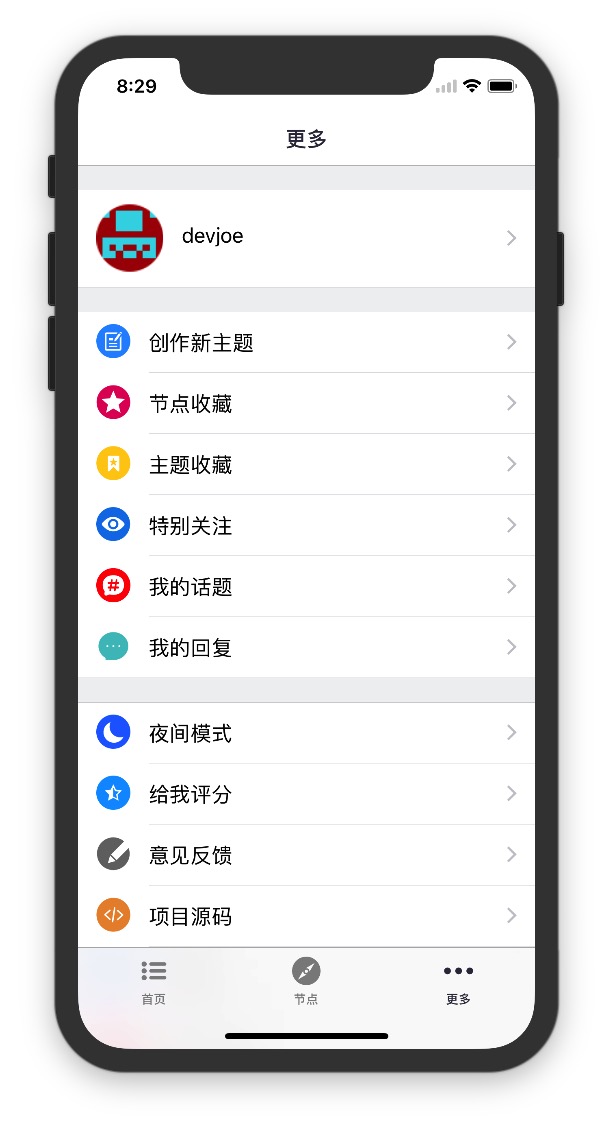 8:29
更多
devjoe
创作新主题
节点收藏
主题收藏
特别关注
我的话题
我的回复
夜间模式
给我评分
意见反馈
项目源码
首页
节点
更多